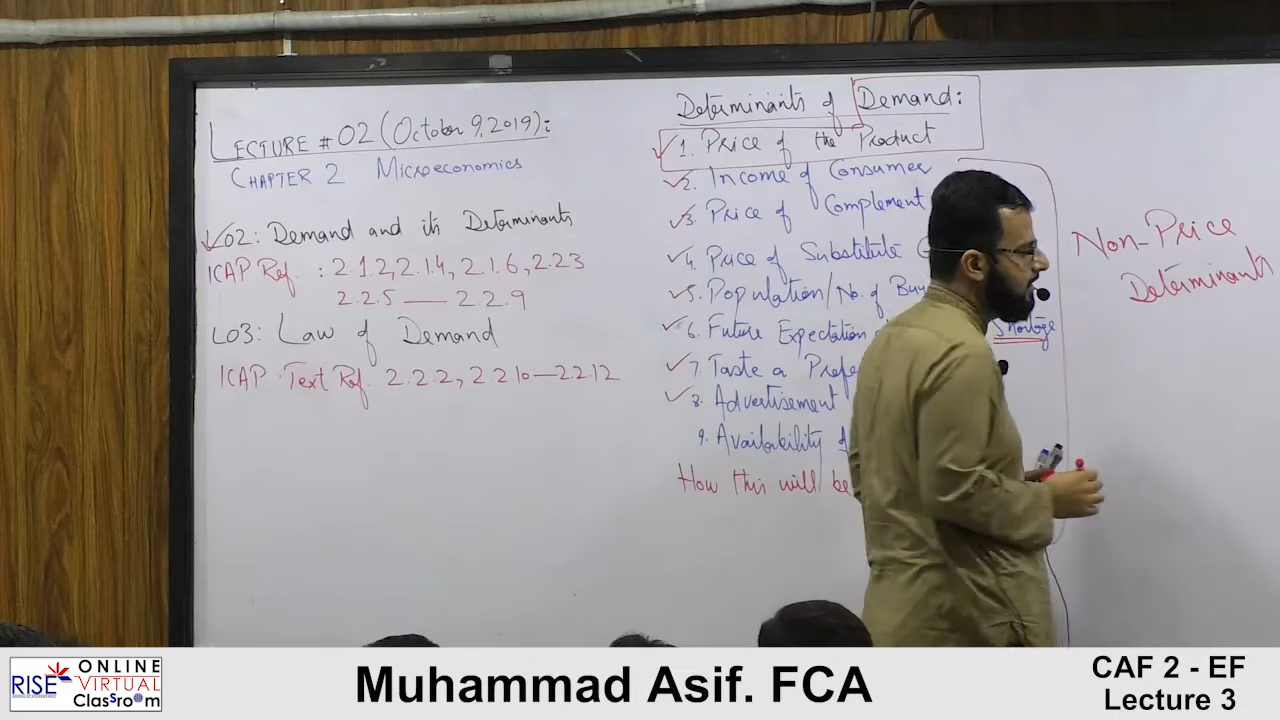 LECTURE # 02 (October 9, 2019):
CHAPTER 2 Microeconomics
LO2: Demand and its Determinants
ICAP Ref. : 2.1.2, 2.1.4, 2.1.6, 2.2.3
2.2.5 — 2.2.9
LO3: Law of Demand
ICAP Text Ref. 2.2.2, 2.2.10 — 2.2.12
Determinants of Demand:
1. Price of the Product
2. Income of Consumer
3. Price of Complement
4. Price of Substitute
5. Population/No. of
6. Future Expectation
Shortage
7. Taste a
8. Advertisement
9. Availability of
How this will be
Non-Price
Determinants
RISE ONLINE
VIRTUAL
Classroom
Muhammad Asif. FCA
CAF 2 - EF
Lecture 3